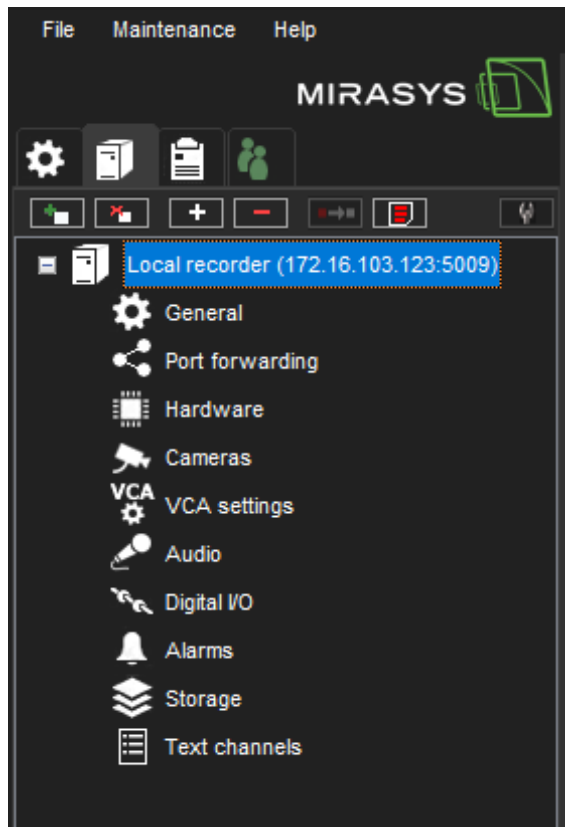 File Maintenance Help
MIRASYS
Local recorder (172.16.103.123:5009)
General
Port forwarding
Hardware
Cameras
VCA VCA settings
Audio
Digital I/O
Alarms
Storage
Text channels